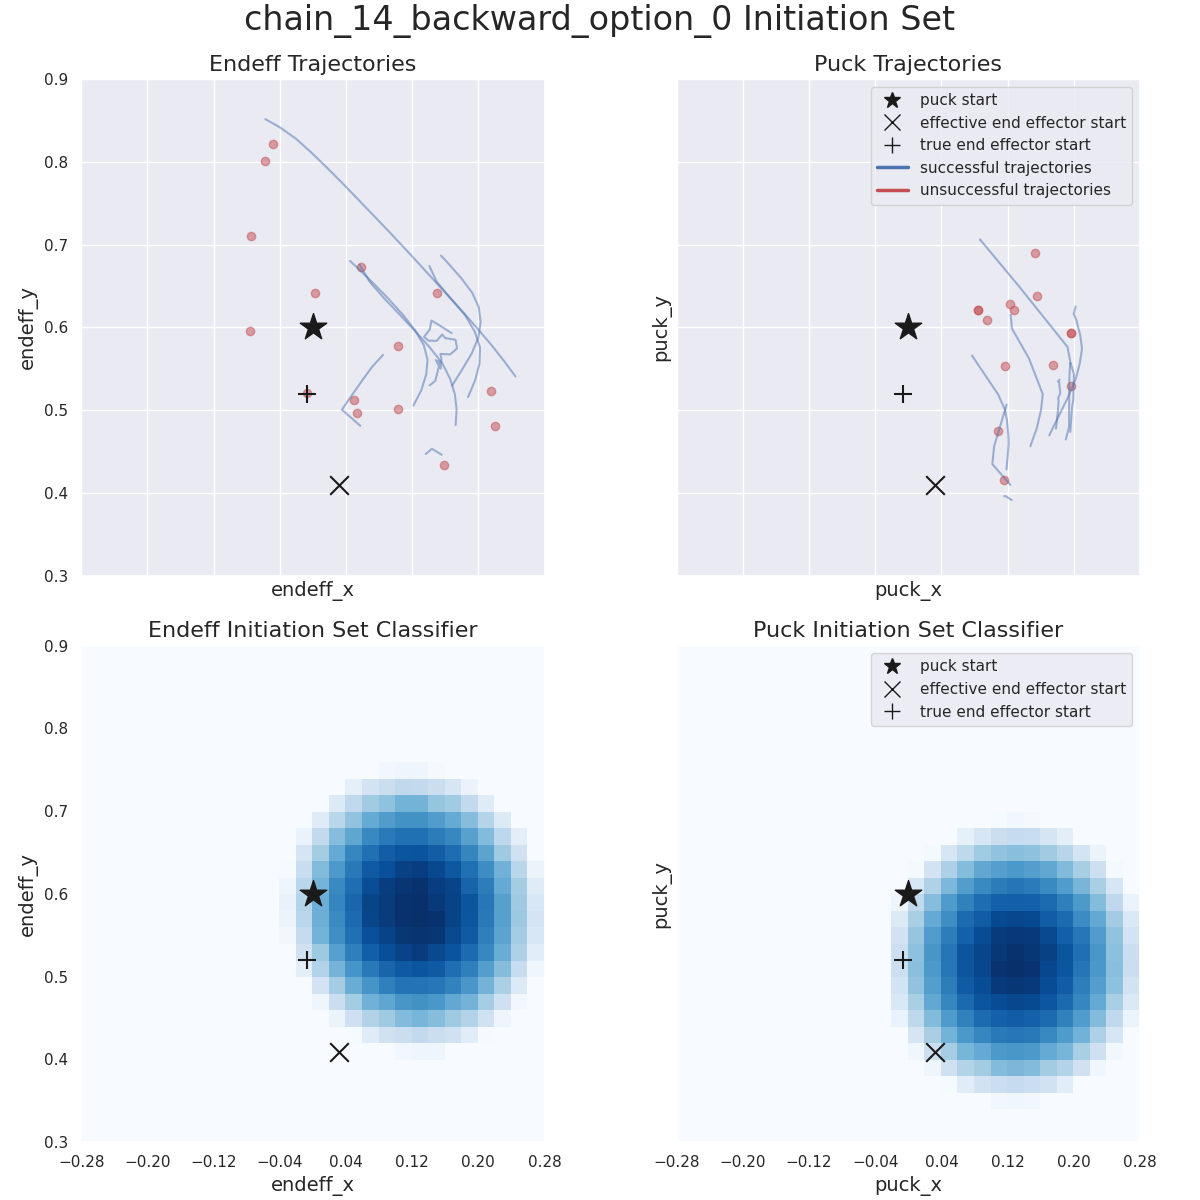 chain_14_backward_option_0 Initiation Set
Endeff Trajectories
0.9
0.8
0.7
0.6
0.5
0.4
0.3
endeff_y
endeff_x
Puck Trajectories
puck start
effective end effector start
true end effector start
successful trajectories
unsuccessful trajectories
puck_y
puck_x
Endeff Initiation Set Classifier
0.9
0.8
0.7
0.6
0.5
0.4
0.3
endeff_y
−0.28 −0.20 −0.12 −0.04 0.04 0.12 0.20 0.28
endeff_x
Puck Initiation Set Classifier
puck start
effective end effector start
true end effector start
puck_y
−0.28 −0.20 −0.12 −0.04 0.04 0.12 0.20 0.28
puck_x